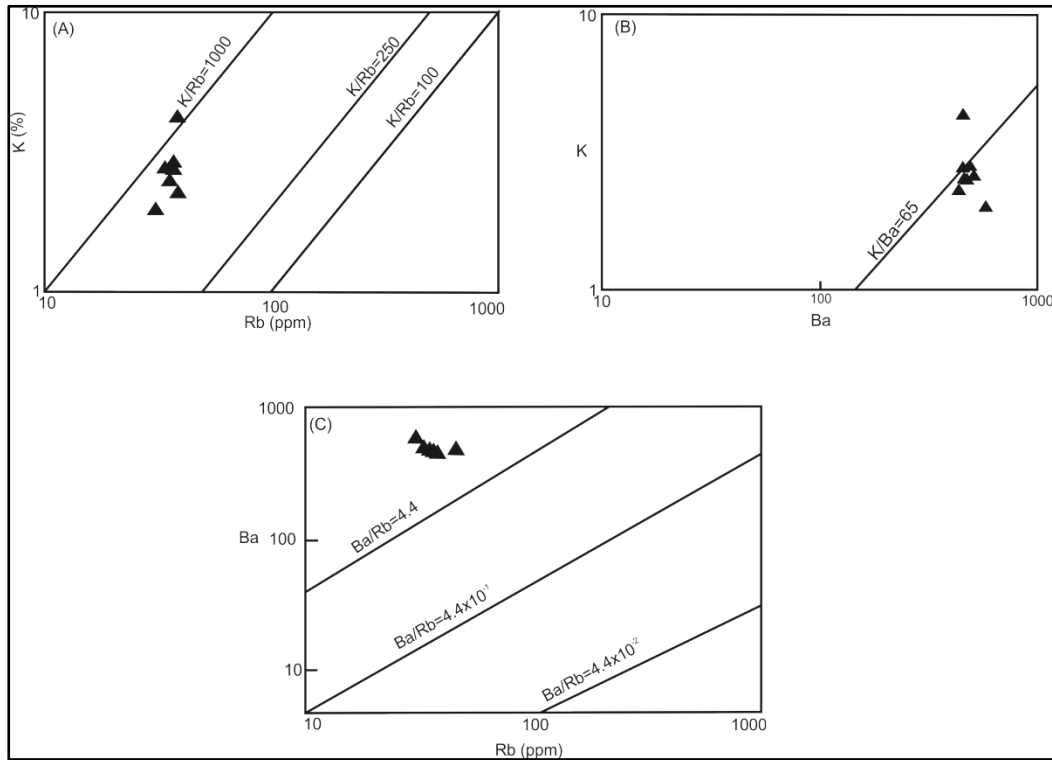 (A)
10
K (%)
1
K/Rb=1000
K/Rb=250
K/Rb=100
10
100
1000
Rb (ppm)
(B)
10
K
1
K/Ba=65
10
100
1000
Ba
(C)
1000
Ba
100
10
Ba/Rb=4.4
Ba/Rb=4.4x10⁻¹
Ba/Rb=4.4x10⁻²
10
100
1000
Rb (ppm)